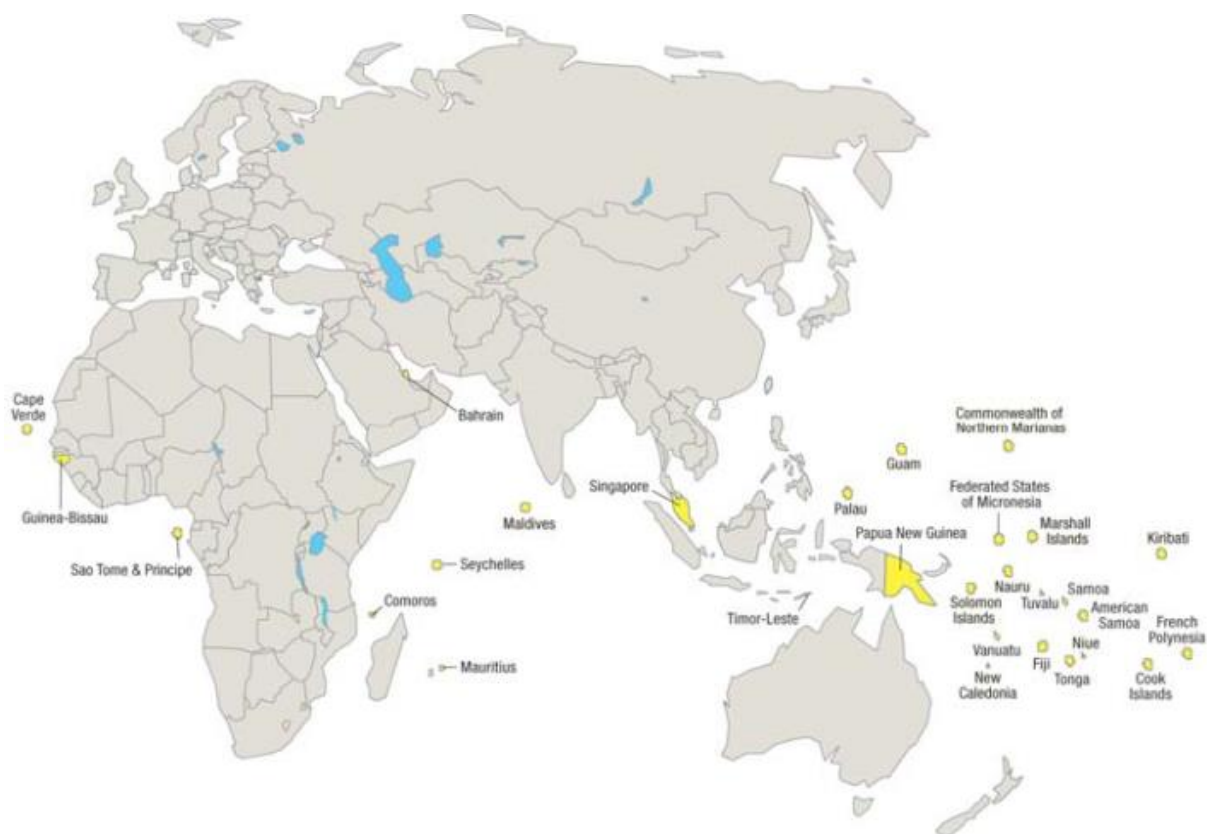 Cape
Verde
Guinea-Bissau
Sao Tome & Principe
Bahrain
Maldives
Seychelles
Comoros
Mauritius
Singapore
Timor-Leste
Papua New Guinea
Palau
Guam
Commonwealth of
Northern Marianas
Federated States
of Micronesia
Marshall
Islands
Kiribati
Nauru
Solomon
Islands
Tuvalu
Samoa
American
Samoa
French
Polynesia
Vanuatu
New
Caledonia
Fiji
Tonga
Niue
Cook
Islands